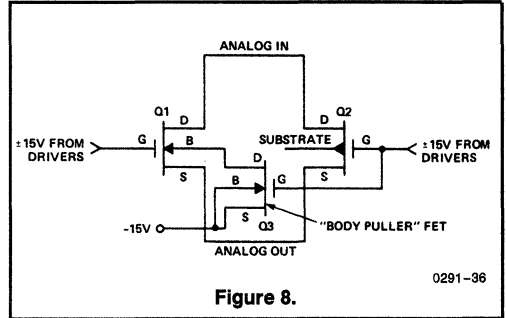 ANALOG IN
Q1
Q2
D
D
SUBSTRATE
±15V FROM
DRIVERS
G
B
G
±15V FROM
DRIVERS
S
D
S
B
G
S
Q3
"BODY PULLER" FET
-15V
ANALOG OUT
0291-36
Figure 8.